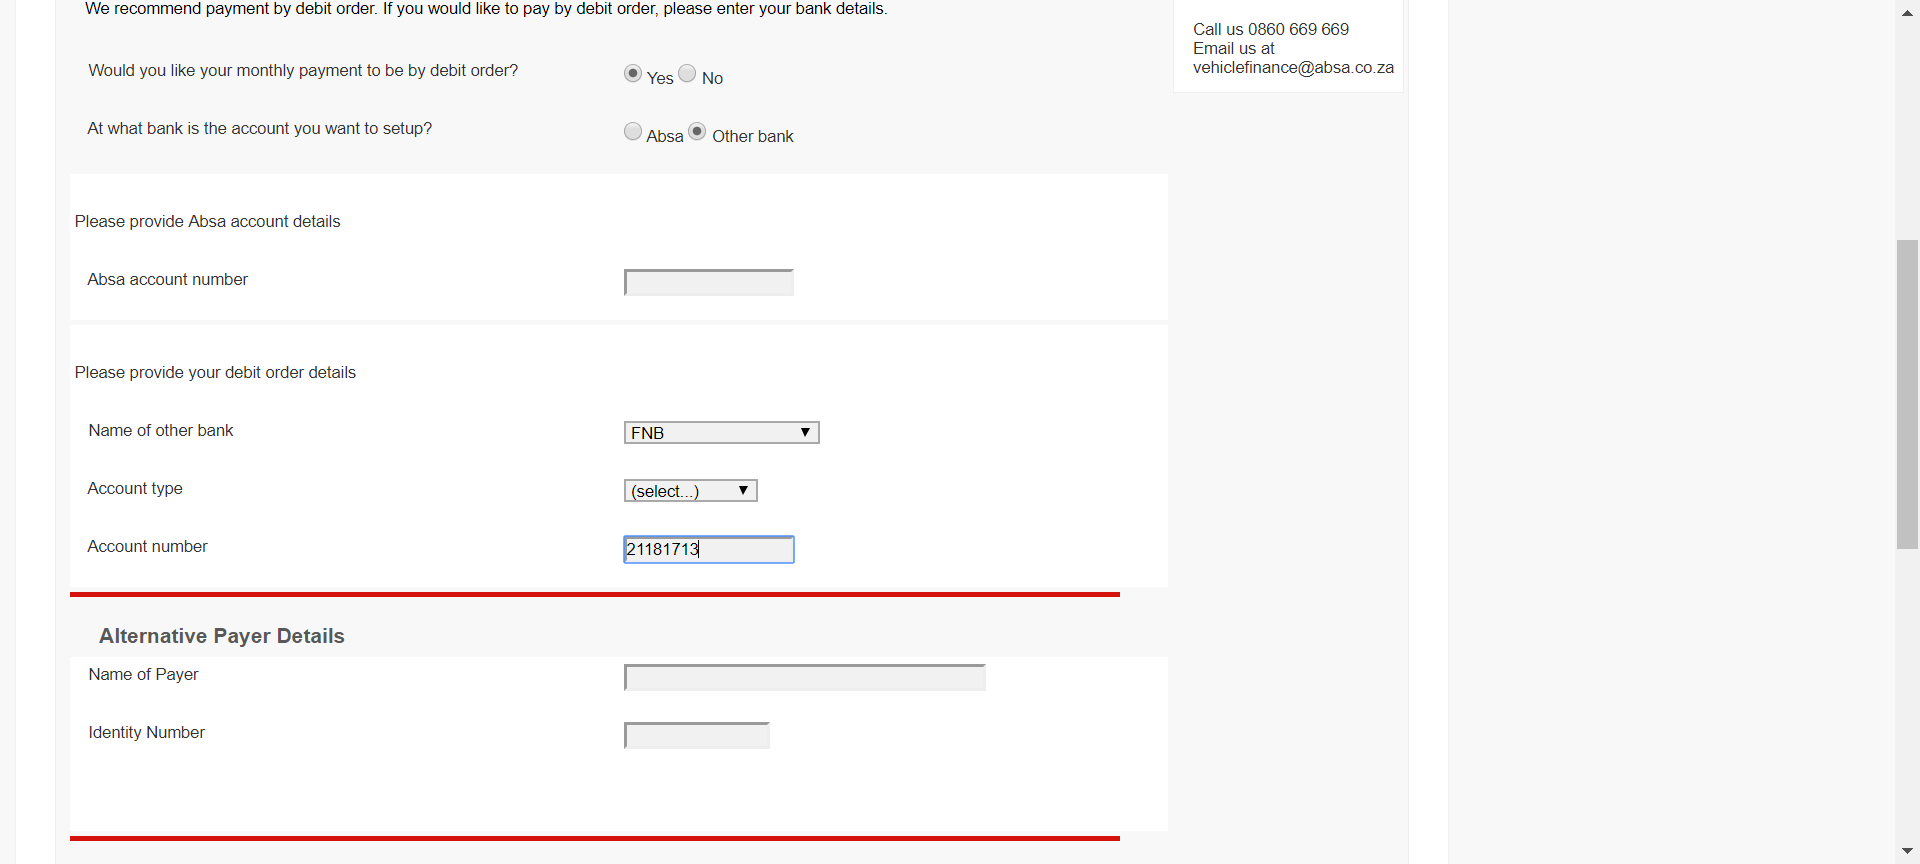 We recommend payment by debit order. If you would like to pay by debit order, please enter your bank details.
Call us 0860 669 669
Email us at
vehiclefinance@absa.co.za
Would you like your monthly payment to be by debit order? Yes No
At what bank is the account you want to setup? Absa Other bank
Please provide Absa account details
Absa account number
Please provide your debit order details
Name of other bank FNB
Account type (select...)
Account number 21181713
Alternative Payer Details
Name of Payer
Identity Number